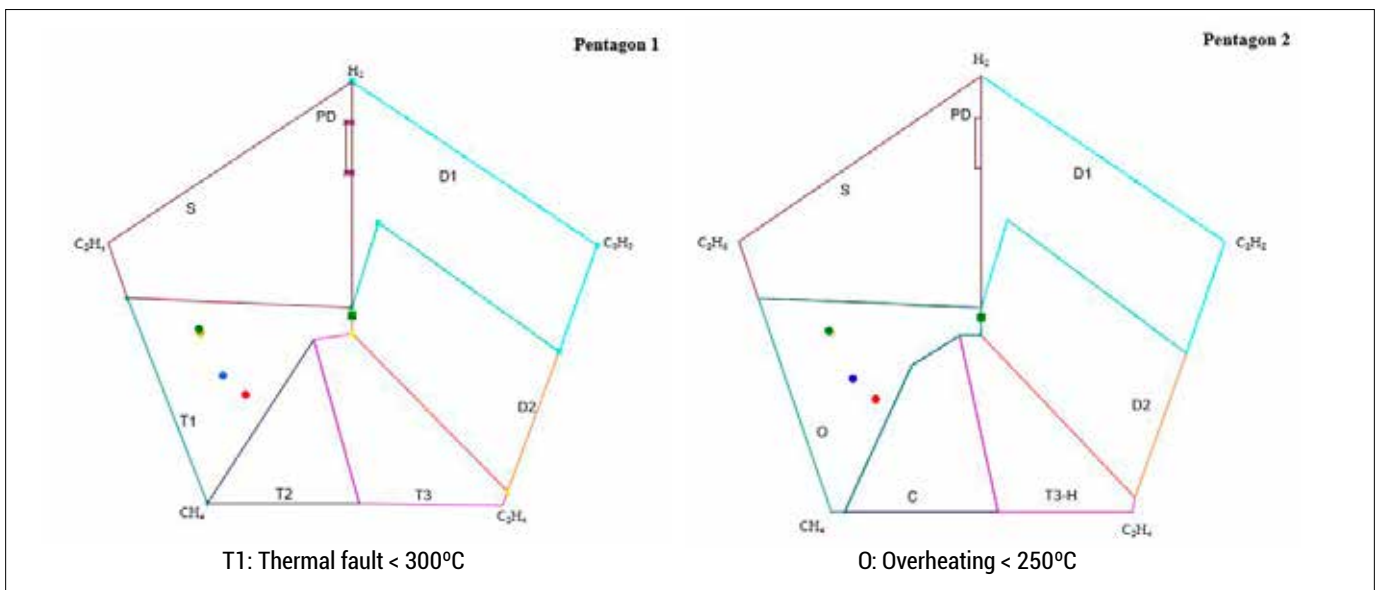 Pentagon 1
H₂
PD
D1
S
C₂H₂
D2
T1
T2
T3
CH₄
C₂H₄
T1: Thermal fault < 300ºC
Pentagon 2
H₂
PD
D1
S
C₂H₆
C₂H₂
D2
O
C
T3-H
CH₄
C₂H₄
O: Overheating < 250ºC